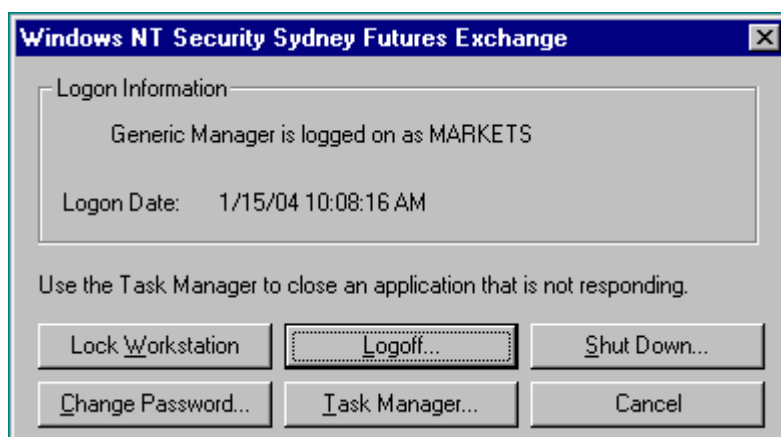 Windows NT Security Sydney Futures Exchange
Logon Information
Generic Manager is logged on as MARKETS
Logon Date: 1/15/04 10:08:16 AM
Use the Task Manager to close an application that is not responding.
Lock Workstation Logoff... Shut Down...
Change Password... Task Manager... Cancel